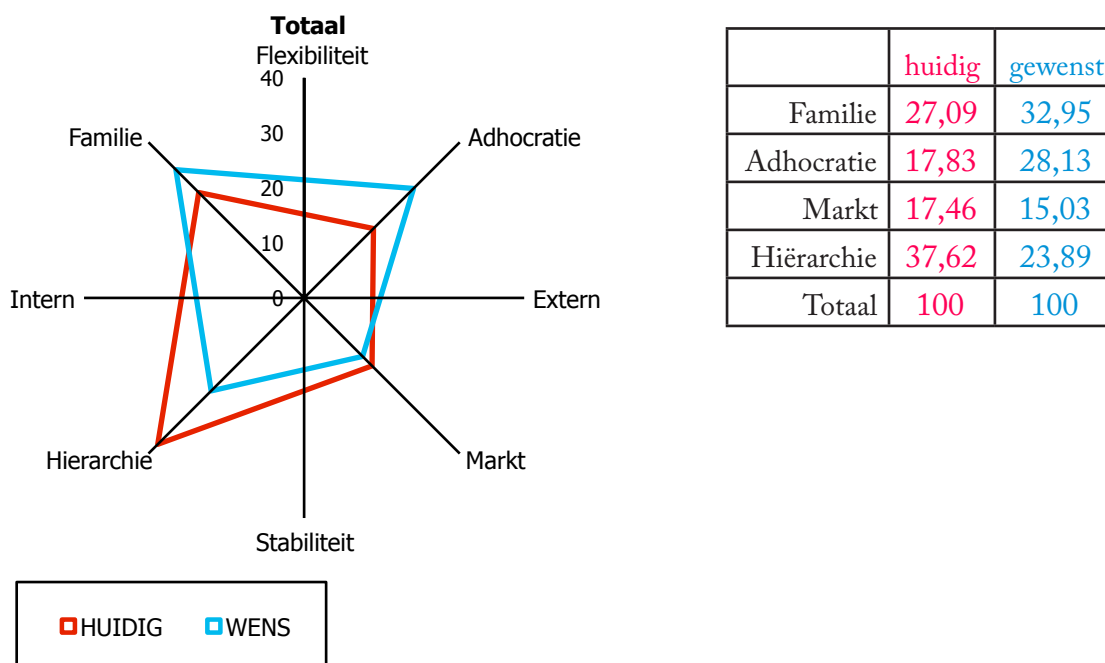 Totaal
Flexibiliteit
40
30
20
10
0
Familie
Adhocratie
Intern
Extern
Hierarchie
Markt
Stabiliteit
HUIDIG WENS
huidig gewenst
Familie 27,09 32,95
Adhocratie 17,83 28,13
Markt 17,46 15,03
Hiërarchie 37,62 23,89
Totaal 100 100